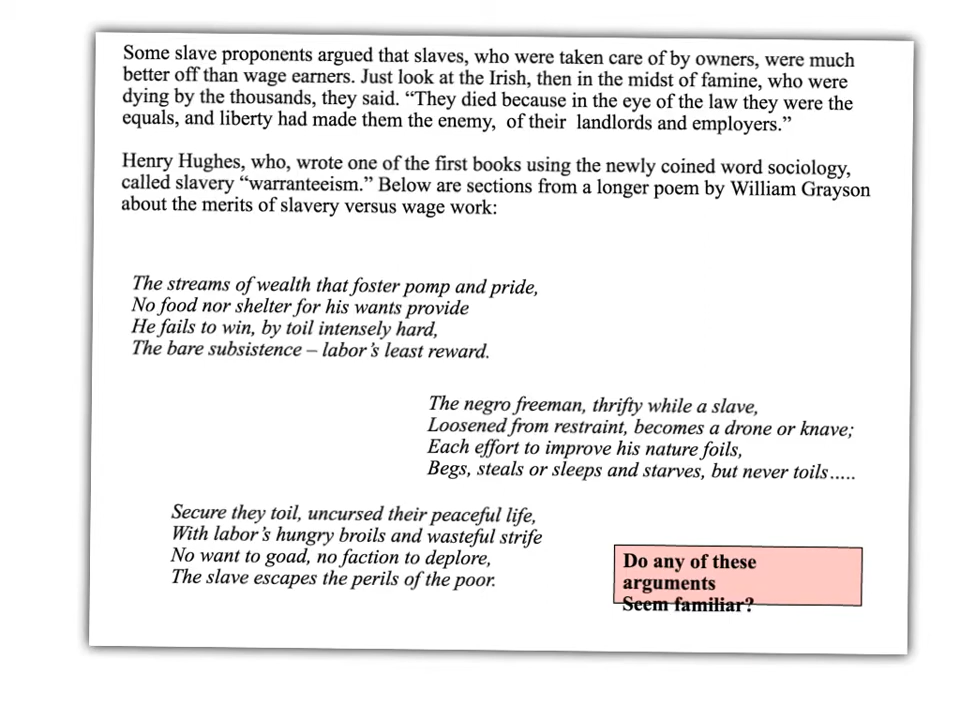 Some slave proponents argued that slaves, who were taken care of by owners, were much
better off than wage earners. Just look at the Irish, then in the midst of famine, who were
dying by the thousands, they said. “They died because in the eye of the law they were the
equals, and liberty had made them the enemy,  of their  landlords and employers.”
Henry Hughes, who, wrote one of the first books using the newly coined word sociology,
called slavery “warranteeism.” Below are sections from a longer poem by William Grayson
about the merits of slavery versus wage work:
The streams of wealth that foster pomp and pride,
No food nor shelter for his wants provide
He fails to win, by toil intensely hard,
The bare subsistence – labor’s least reward.
The negro freeman, thrifty while a slave,
Loosened from restraint, becomes a drone or knave;
Each effort to improve his nature foils,
Begs, steals or sleeps and starves, but never toils.....
Secure they toil, uncursed their peaceful life,
With labor’s hungry broils and wasteful strife
No want to goad, no faction to deplore,
The slave escapes the perils of the poor.
Do any of these
arguments
Seem familiar?